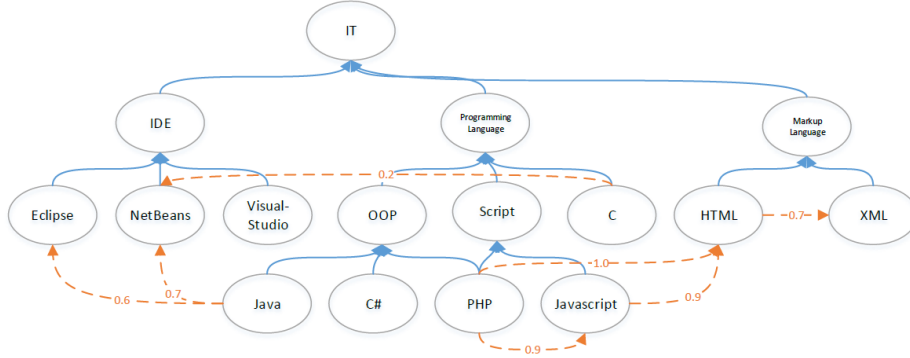 IT
IDE
Programming
Language
Markup
Language
0.2
Eclipse
NetBeans
Visual-
Studio
OOP
Script
C
HTML
0.7
XML
1.0
0.6
0.7
Java
C#
PHP
Javascript
0.9
0.9